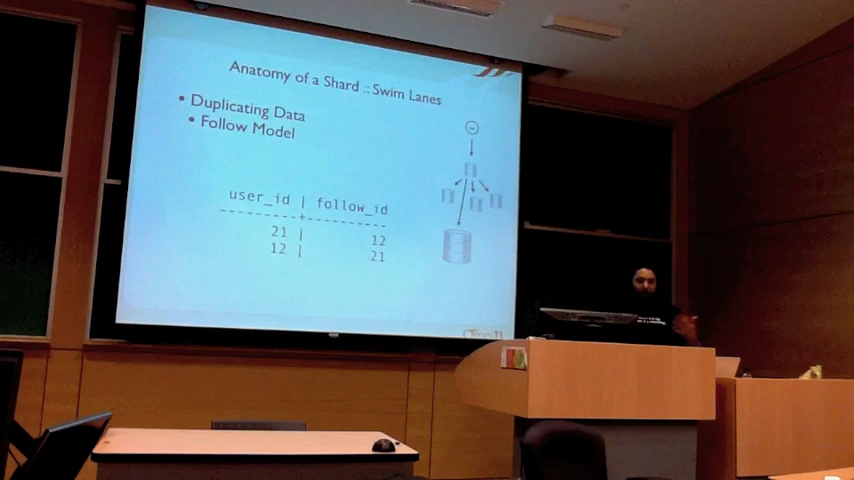 Anatomy of a Shard :: Swim Lanes
• Duplicating Data
• Follow Model
user_id | follow_id
---------+-----------
21 | 12
12 | 21